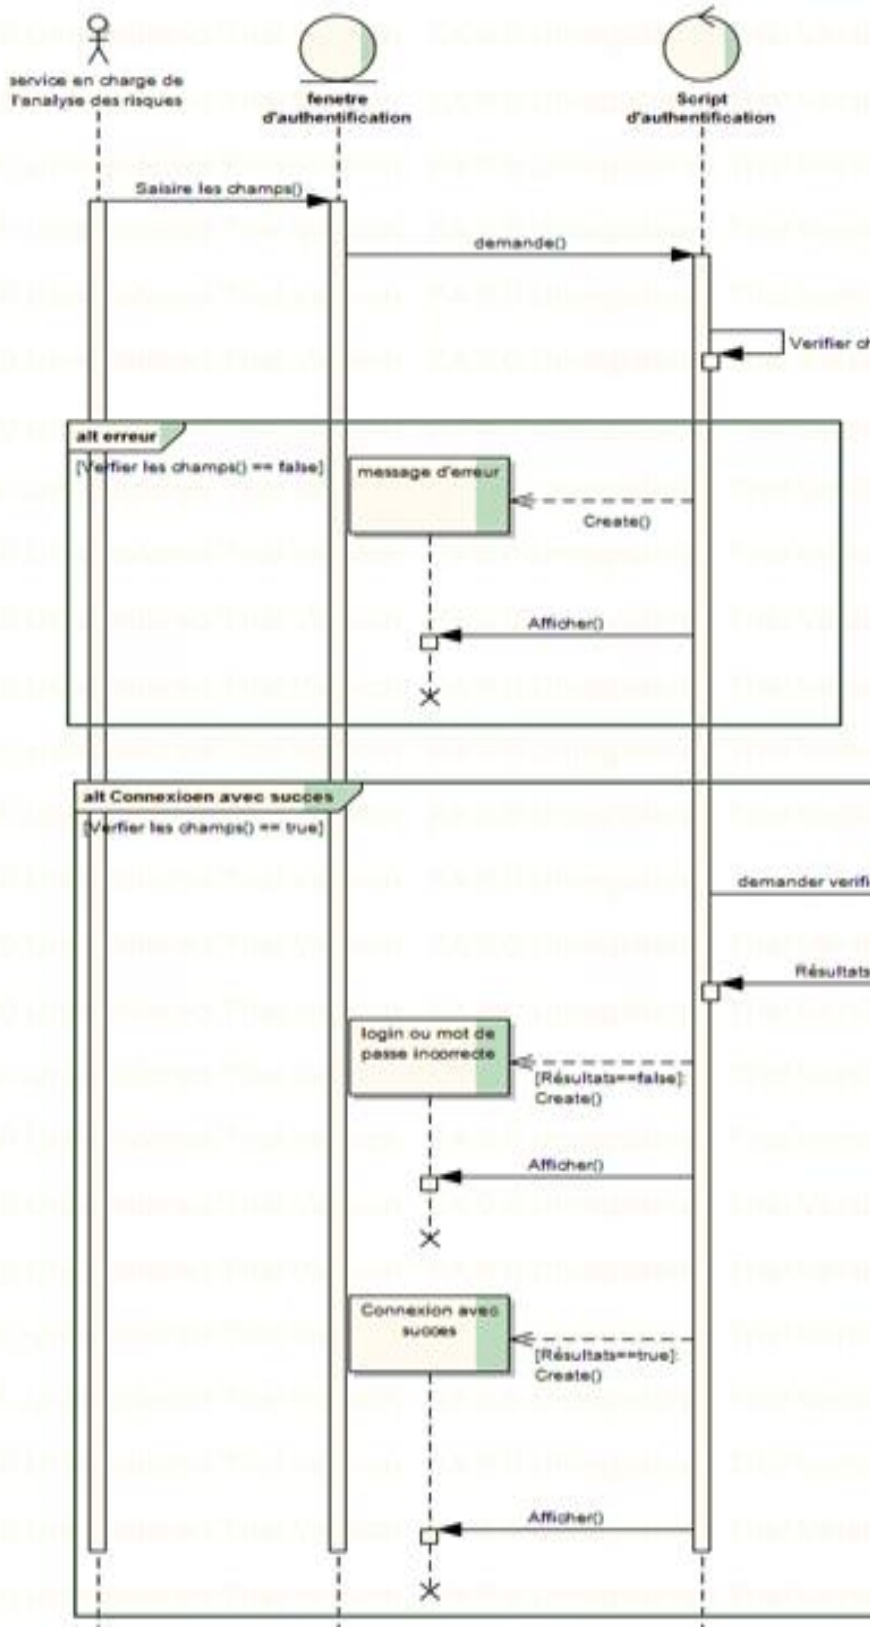 service en charge de
l'analyse des risques
fenetre
d'authentification
Script
d'authentification
Saisire les champs()
demande()
Verifier
alt erreur
[Verfier les champs() == false]
message d'erreur
Create()
Afficher()
alt Connexioen avec succes
[Verfier les champs() == true]
demander
Résultats
login ou mot de
passe incorrecte
[Résultats==false]:
Create()
Afficher()
Connexion avec
succes
[Résultats==true]:
Create()
Afficher()